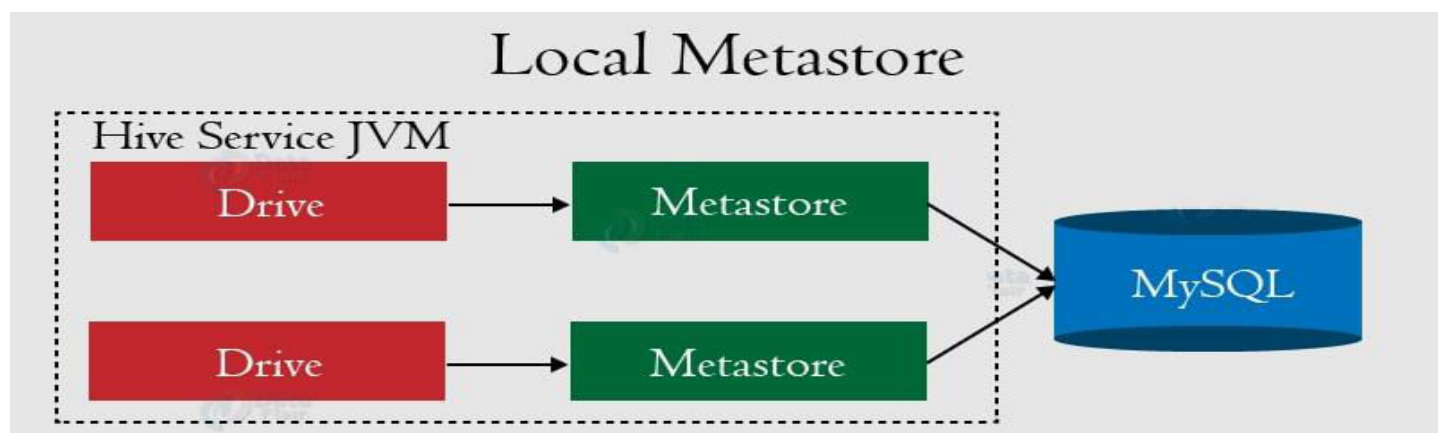 Local Metastore
Hive Service JVM
Drive
Metastore
MySQL
Drive
Metastore